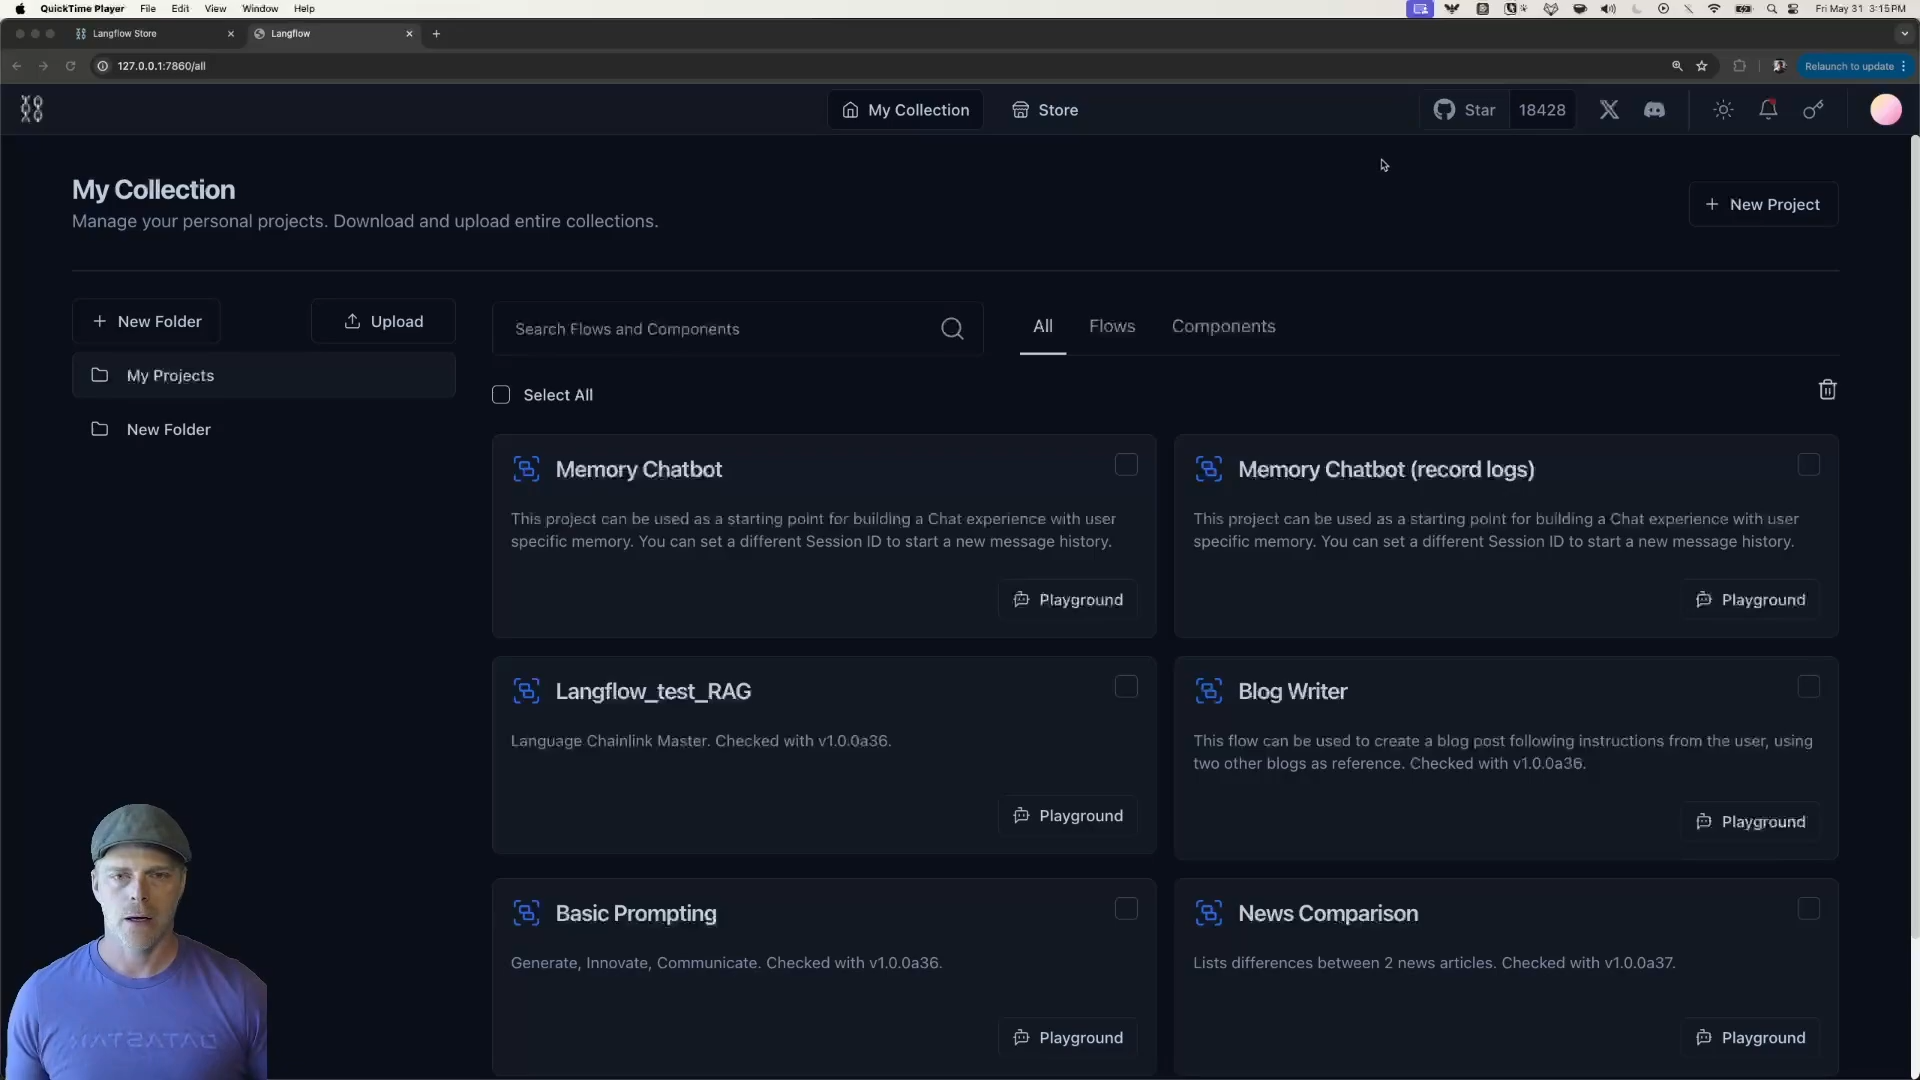 QuickTime Player File Edit View Window Help
Fri May 31 3:15 PM
Langflow Store
Langflow
127.0.0.1:7860/all
Relaunch to update
My Collection
Store
Star 18428
My Collection
Manage your personal projects. Download and upload entire collections.
New Project
New Folder
Upload
My Projects
New Folder
Search Flows and Components
All Flows Components
Select All
Memory Chatbot
This project can be used as a starting point for building a Chat experience with user
specific memory. You can set a different Session ID to start a new message history.
Playground
Memory Chatbot (record logs)
This project can be used as a starting point for building a Chat experience with user
specific memory. You can set a different Session ID to start a new message history.
Playground
Langflow_test_RAG
Language Chainlink Master. Checked with v1.0.0a36.
Playground
Blog Writer
This flow can be used to create a blog post following instructions from the user, using
two other blogs as reference. Checked with v1.0.0a36.
Playground
Basic Prompting
Generate, Innovate, Communicate. Checked with v1.0.0a36.
Playground
News Comparison
Lists differences between 2 news articles. Checked with v1.0.0a37.
Playground